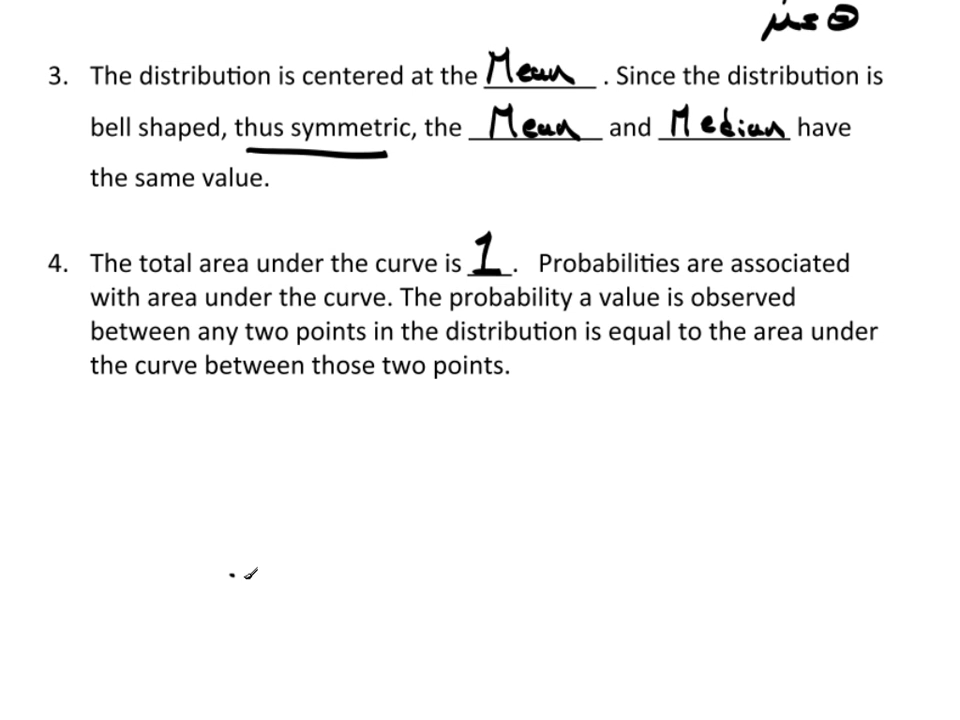 3. The distribution is centered at the Mean. Since the distribution is
bell shaped, thus symmetric, the Mean and Median have
the same value.
4. The total area under the curve is 1. Probabilities are associated
with area under the curve. The probability a value is observed
between any two points in the distribution is equal to the area under
the curve between those two points.